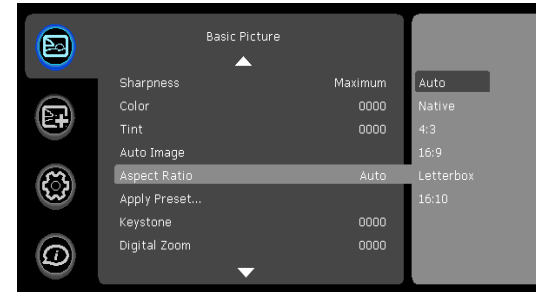 Basic Picture
Sharpness Maximum
Color 0000
Tint 0000
Auto Image
Aspect Ratio Auto
Apply Preset...
Keystone 0000
Digital Zoom 0000
Auto
Native
4:3
16:9
Letterbox
16:10